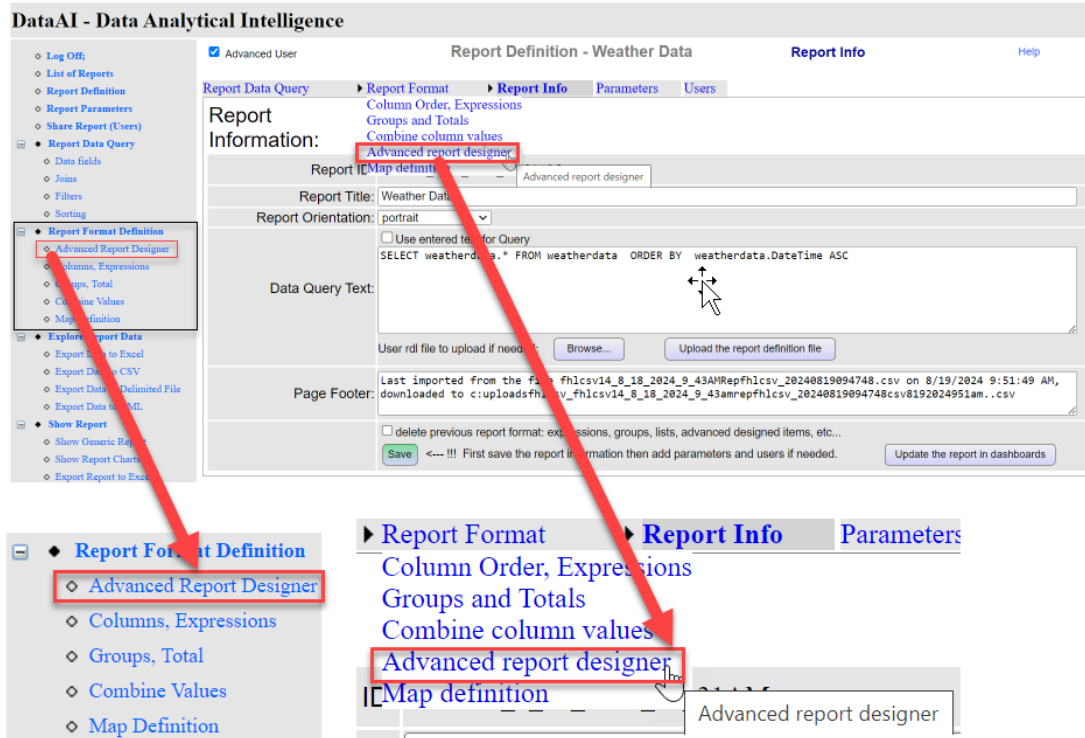 DataAI - Data Analytical Intelligence
Log Off;
List of Reports
Report Definition
Report Parameters
Share Report (Users)
Report Data Query
Data fields
Joins
Filters
Sorting
Report Format Definition
Advanced Report Designer
Columns, Expressions
Groups, Total
Combine Values
Map Definition
Explore Report Data
Export Data to Excel
Export Data to CSV
Export Data to Delimited File
Export Data to XML
Show Report
Show Generic Report
Show Report Charts
Export Report to Excel
Advanced User
Report Definition - Weather Data
Report Info
Help
Report Data Query Report Format Report Info Parameters Users
Column Order, Expressions
Groups and Totals
Combine column values
Advanced report designer
Map definition
Advanced report designer
Report
Information:
Report ID
Report Title: Weather Data
Report Orientation: portrait
Use entered text for Query
Data Query Text: SELECT weatherdata.* FROM weatherdata ORDER BY weatherdata.DateTime ASC
User rdl file to upload if needed: Browse... Upload the report definition file
Page Footer: Last imported from the file fhlcsv14_8_18_2024_9_43AMRepfhlcsv_20240819094748.csv on 8/19/2024 9:51:49 AM,
downloaded to
delete previous report format: expressions, groups, lists, advanced designed items, etc...
Save <--- !!! First save the report information then add parameters and users if needed. Update the report in dashboards
Report Format Definition
Advanced Report Designer
Columns, Expressions
Groups, Total
Combine Values
Map Definition
Report Format Report Info Parameters
Column Order, Expressions
Groups and Totals
Combine column values
Advanced report designer
Map definition
Advanced report designer